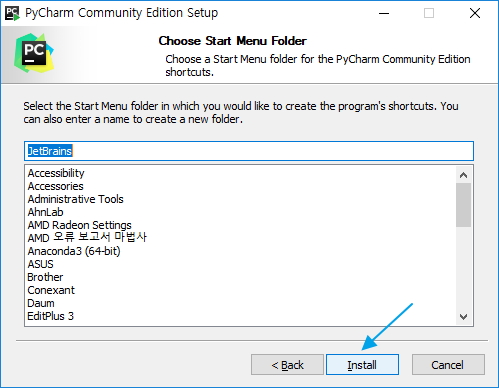 PyCharm Community Edition Setup
PC
Choose Start Menu Folder
Choose a Start Menu folder for the PyCharm Community Edition
shortcuts.
Select the Start Menu folder in which you would like to create the program's shortcuts. You
can also enter a name to create a new folder.
JetBrains
Accessibility
Accessories
Administrative Tools
AhnLab
AMD Radeon Settings
AMD 오류 보고서 마법사
Anaconda3 (64-bit)
ASUS
Brother
Conexant
Daum
EditPlus 3
< Back
Install
Cancel